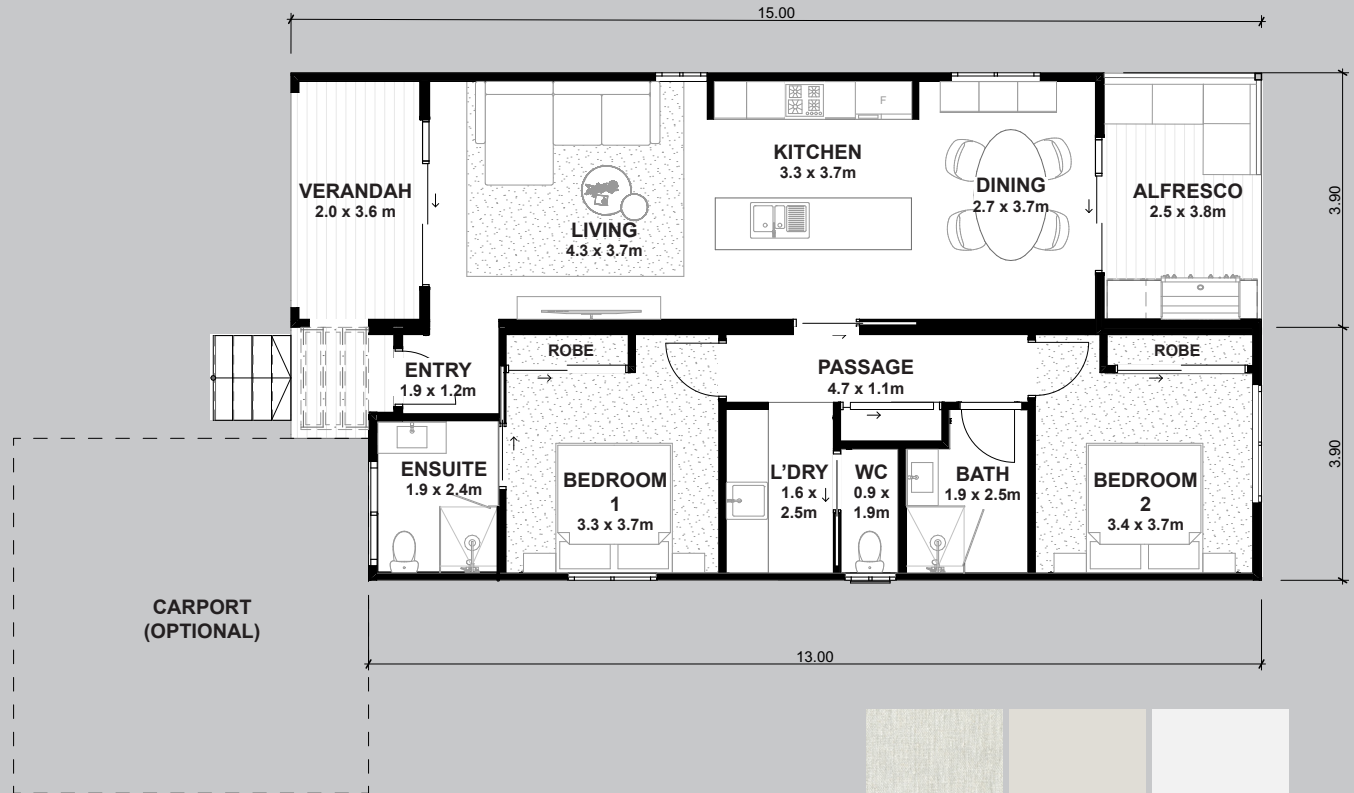 15.00
F
KITCHEN
3.3 x 3.7m
VERANDAH
2.0 x 3.6 m
DINING
2.7 x 3.7m
ALFRESCO
2.5 x 3.8m
3.90
LIVING
4.3 x 3.7m
ROBE
ROBE
ENTRY
1.9 x 1.2m
PASSAGE
4.7 x 1.1m
ENSUITE
1.9 x 2.4m
BEDROOM
1
3.3 x 3.7m
L'DRY
1.6 x
2.5m
WC
0.9 x
1.9m
BATH
1.9 x 2.5m
BEDROOM
2
3.4 x 3.7m
3.90
CARPORT
(OPTIONAL)
13.00